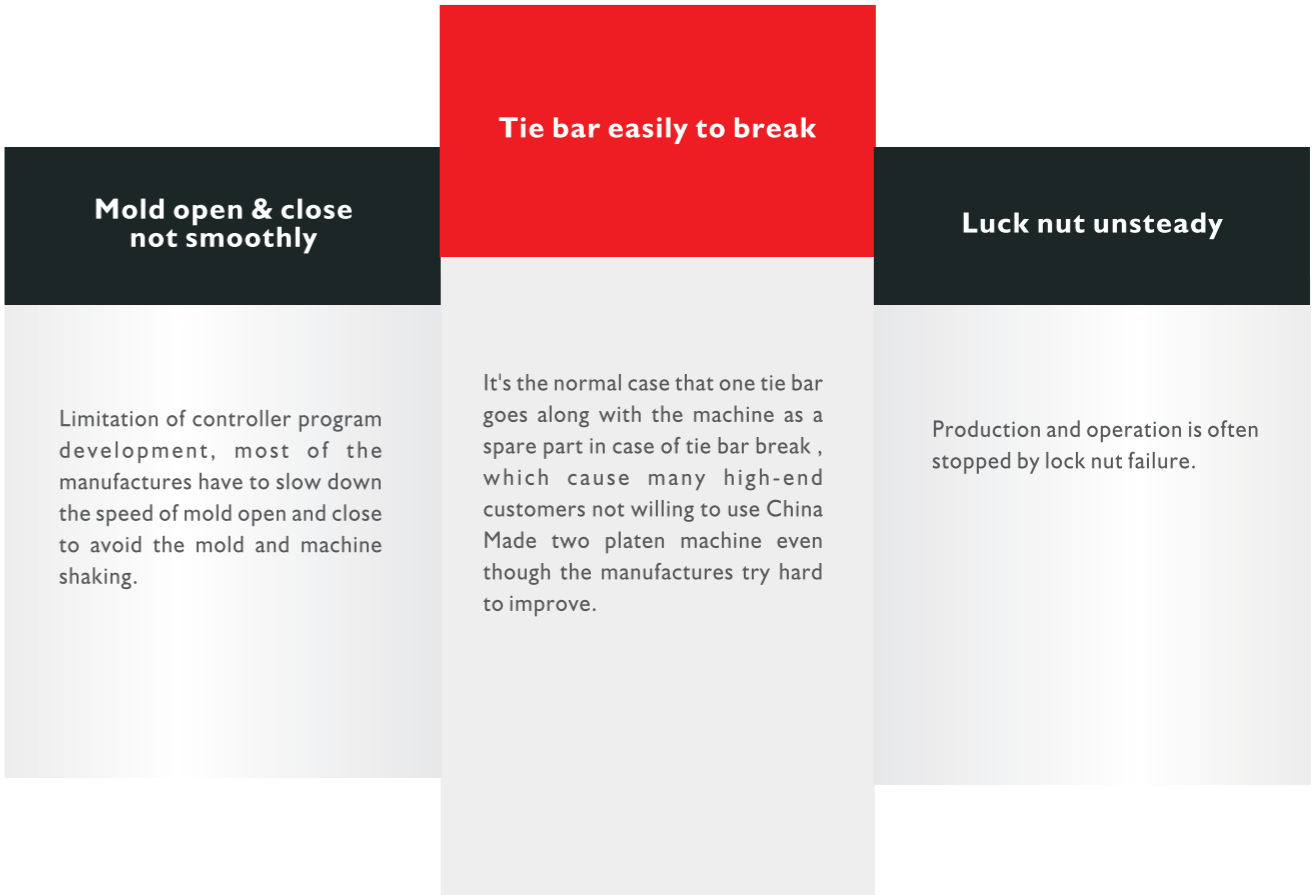 Mold open & close
not smoothly
Limitation of controller program
development, most of the
manufactures have to slow down
the speed of mold open and close
to avoid the mold and machine
shaking.
Tie bar easily to break
It's the normal case that one tie bar
goes along with the machine as a
spare part in case of tie bar break ,
which cause many high-end
customers not willing to use China
Made two platen machine even
though the manufactures try hard
to improve.
Luck nut unsteady
Production and operation is often
stopped by lock nut failure.